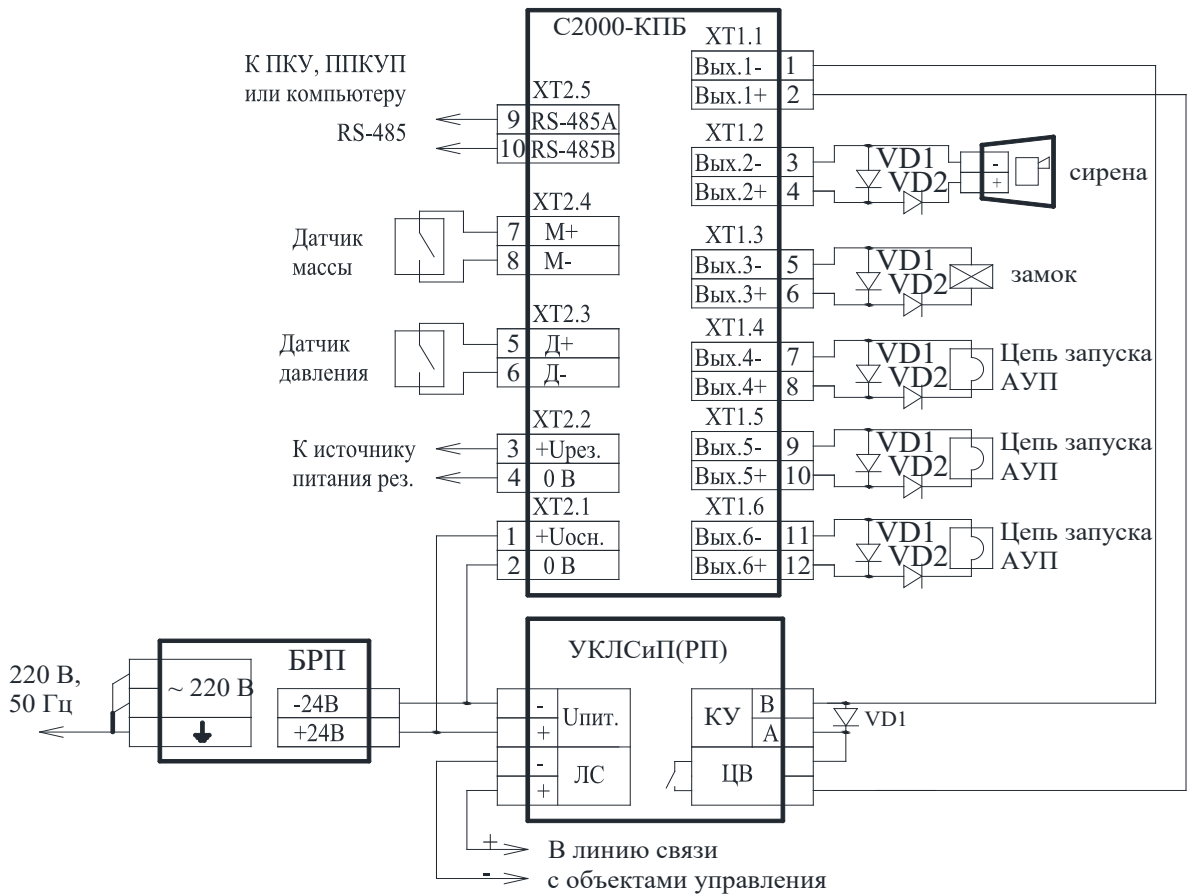 С2000-КПБ
К ПКУ, ППКУП
или компьютеру
RS-485
XT2.5
9 RS-485A
10 RS-485B
Датчик
массы
XT2.4
7 М+
8 М-
Датчик
давления
XT2.3
5 Д+
6 Д-
К источнику
питания рез.
XT2.2
3 +Uрез.
4 0 В
XT2.1
1 +Uосн.
2 0 В
XT1.1
Вых.1- 1
Вых.1+ 2
XT1.2
Вых.2- 3
Вых.2+ 4
VD1
VD2
-
+
сирена
XT1.3
Вых.3- 5
Вых.3+ 6
VD1
VD2
замок
XT1.4
Вых.4- 7
Вых.4+ 8
VD1
VD2
Цепь запуска
АУП
XT1.5
Вых.5- 9
Вых.5+ 10
VD1
VD2
Цепь запуска
АУП
XT1.6
Вых.6- 11
Вых.6+ 12
VD1
VD2
Цепь запуска
АУП
220 В,
50 Гц
БРП
~ 220 В
-24В
+24В
УКЛСиП(РП)
-
+
Uпит.
-
+
ЛС
КУ
В
А
ЦВ
VD1
+
В линию связи
-
с объектами управления